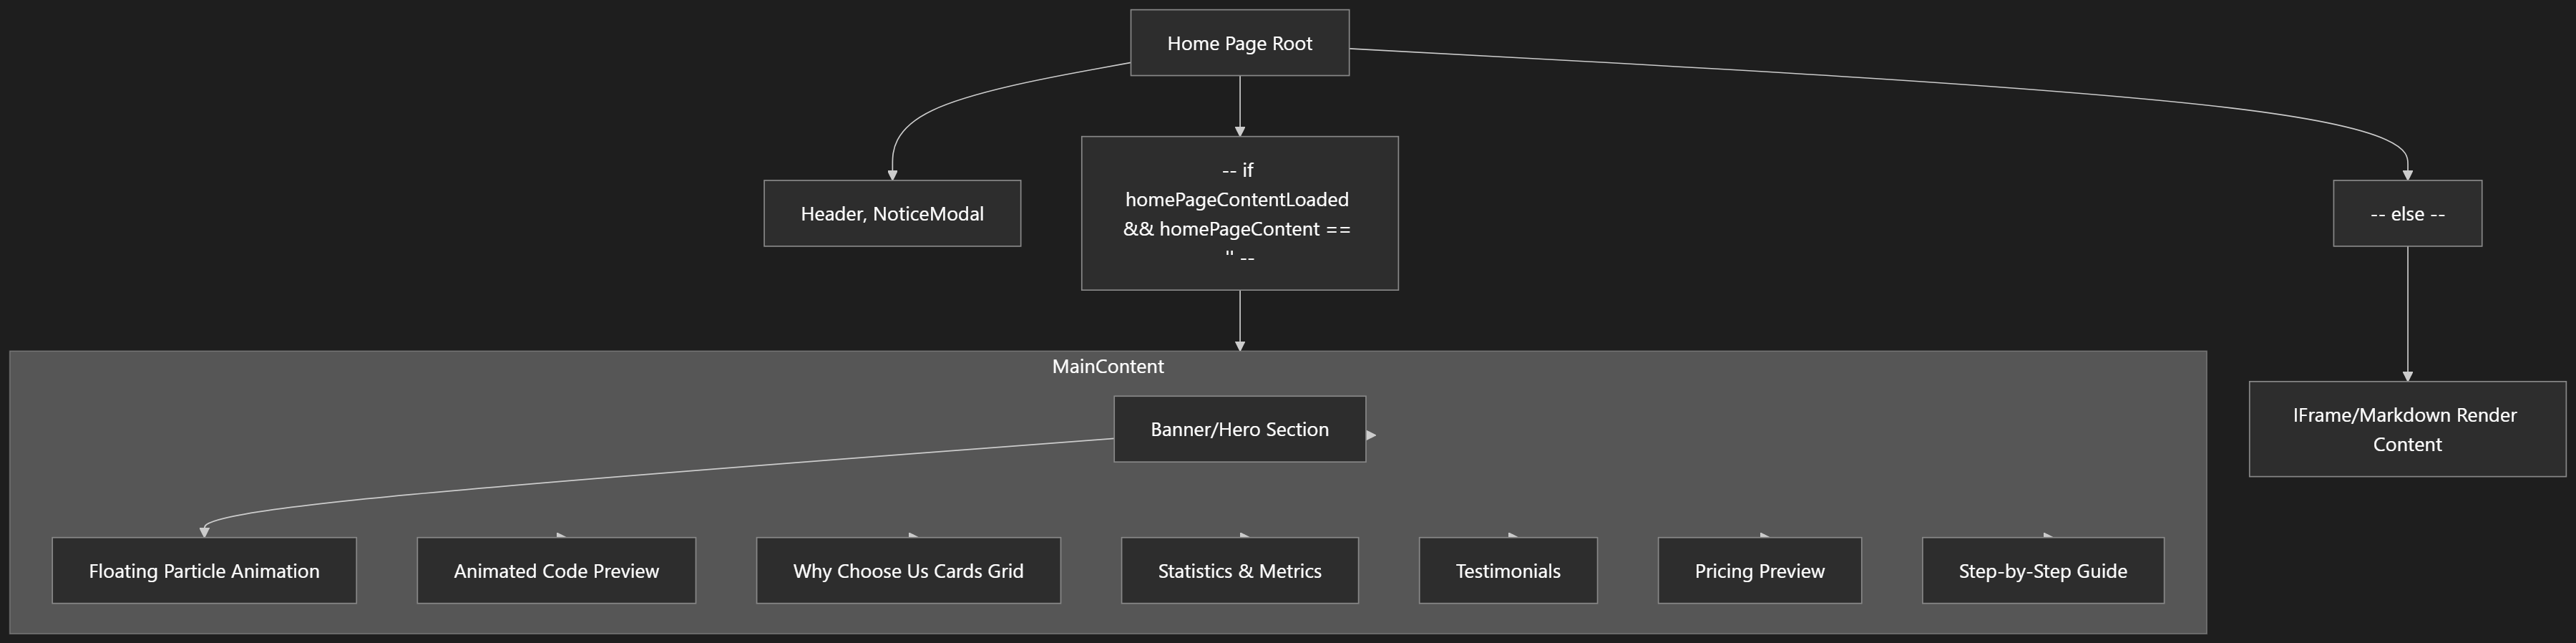 Home Page Root
Header, NoticeModal
-- if
homePageContentLoaded
&& homePageContent ==
'' --
-- else --
MainContent
Banner/Hero Section
IFrame/Markdown Render
Content
Floating Particle Animation
Animated Code Preview
Why Choose Us Cards Grid
Statistics & Metrics
Testimonials
Pricing Preview
Step-by-Step Guide